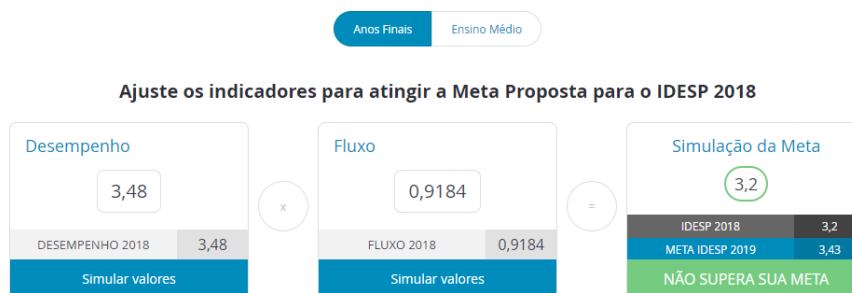 Anos Finais
Ensino Médio
Ajuste os indicadores para atingir a Meta Proposta para o IDESP 2018
Desempenho
3,48
DESEMPENHO 2018 3,48
Simular valores
x
Fluxo
0,9184
FLUXO 2018 0,9184
Simular valores
=
Simulação da Meta
3,2
IDESP 2018 3,2
META IDESP 2019 3,43
NÃO SUPERA SUA META